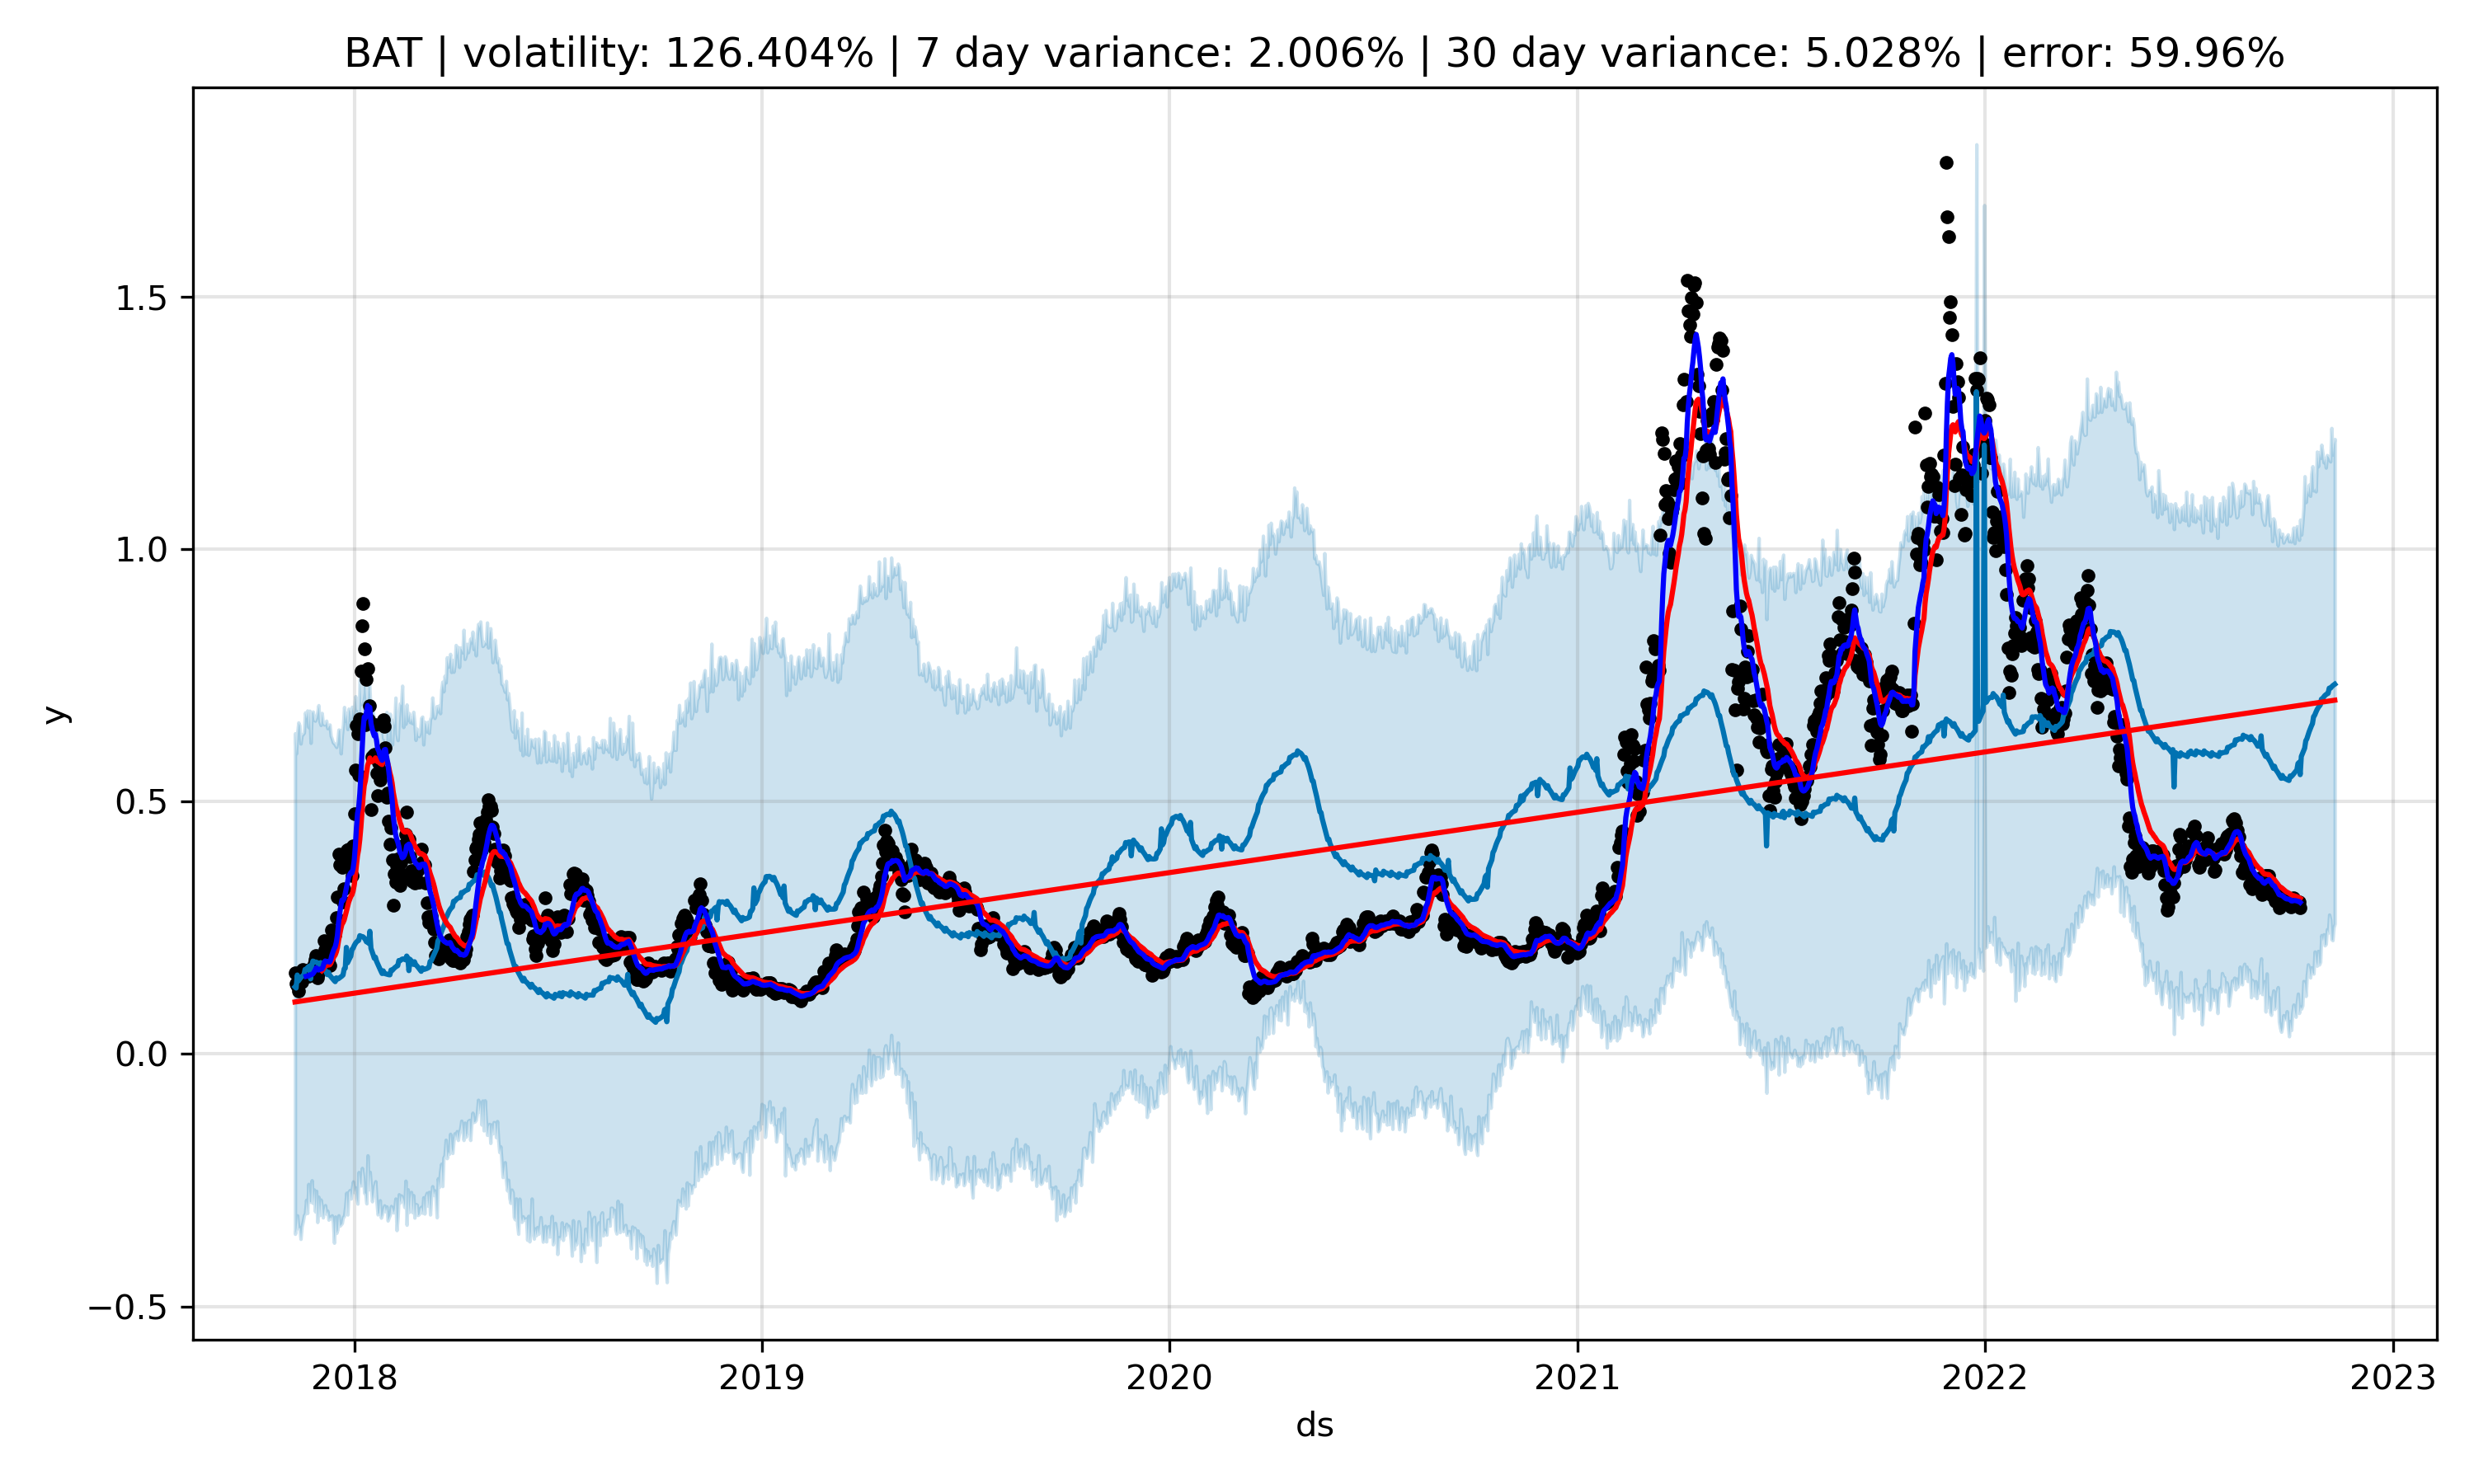 BAT | volatility: 126.404% | 7 day variance: 2.006% | 30 day variance: 5.028% | error: 59.96%
y
1.5
1.0
0.5
0.0
−0.5
2018 2019 2020 2021 2022 2023
ds